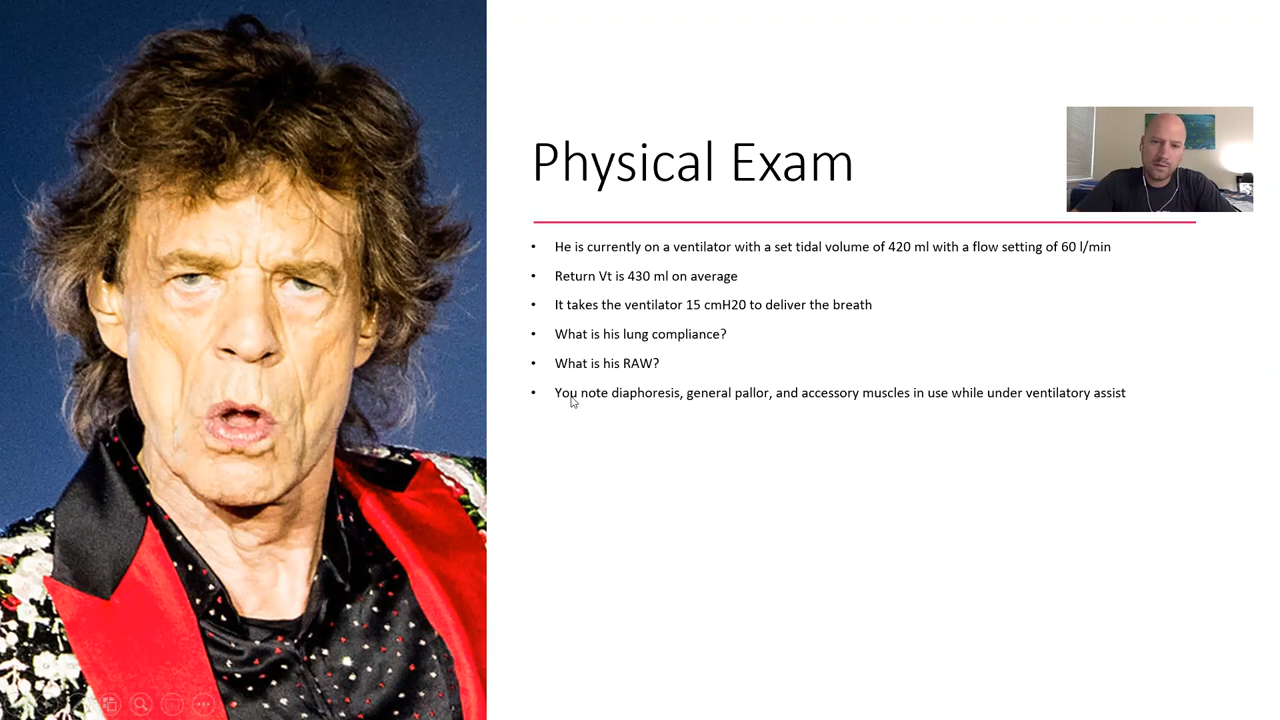 Physical Exam
• He is currently on a ventilator with a set tidal volume of 420 ml with a flow setting of 60 l/min
• Return Vt is 430 ml on average
• It takes the ventilator 15 cmH20 to deliver the breath
• What is his lung compliance?
• What is his RAW?
• You note diaphoresis, general pallor, and accessory muscles in use while under ventilatory assist